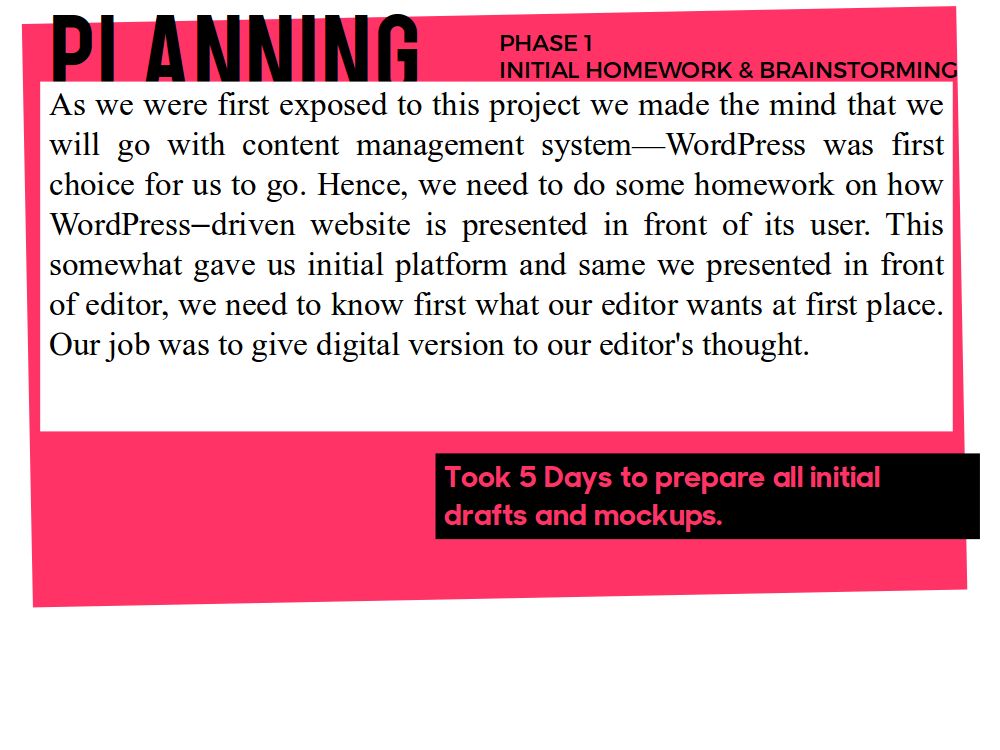 PLANNING
PHASE 1
INITIAL HOMEWORK & BRAINSTORMING
As we were first exposed to this project we made the mind that we
will go with content management system—WordPress was first
choice for us to go. Hence, we need to do some homework on how
WordPress–driven website is presented in front of its user. This
somewhat gave us initial platform and same we presented in front
of editor, we need to know first what our editor wants at first place.
Our job was to give digital version to our editor's thought.
Took 5 Days to prepare all initial
drafts and mockups.